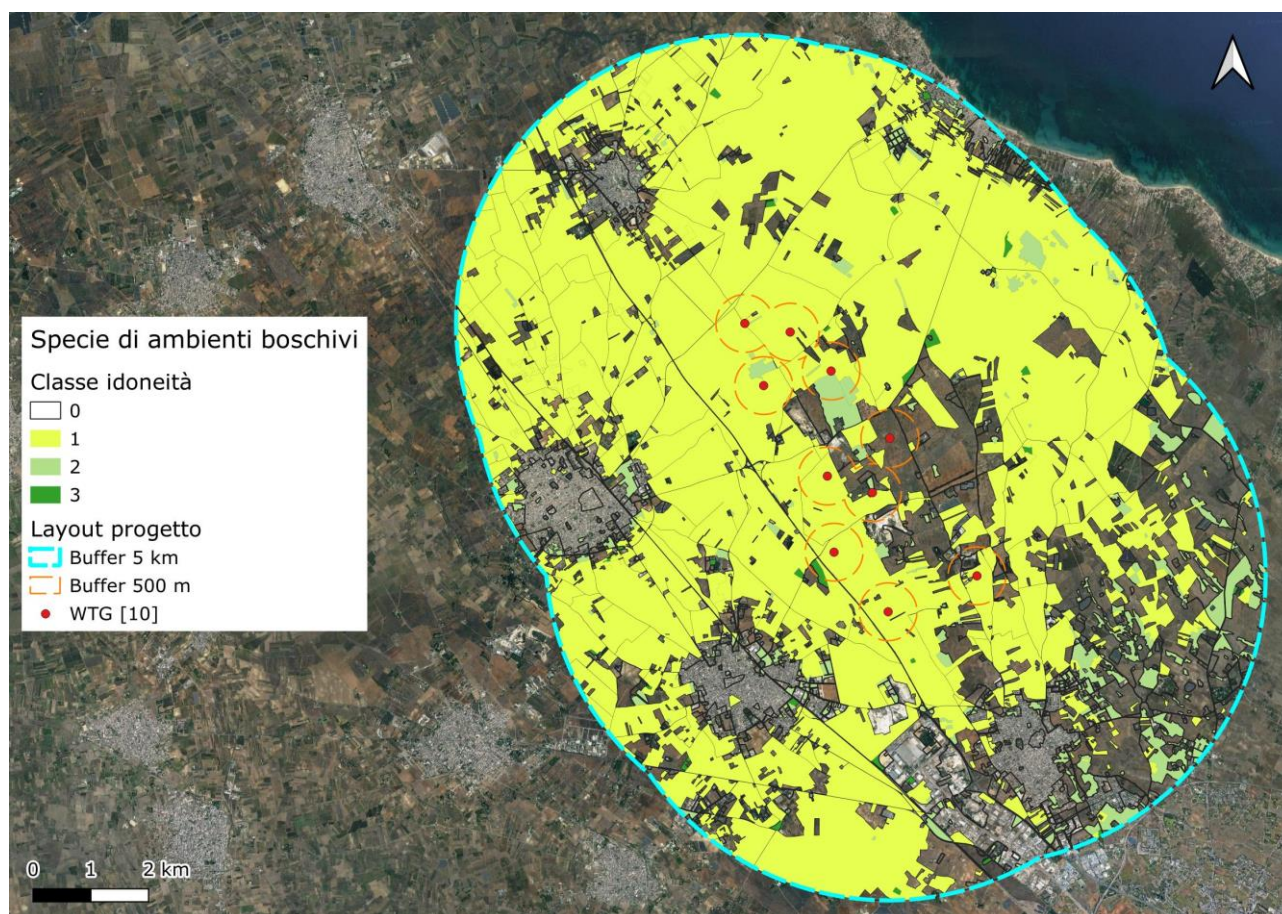 Specie di ambienti boschivi
Classe idoneità
0
1
2
3
Layout progetto
Buffer 5 km
Buffer 500 m
WTG [10]
0 1 2 km